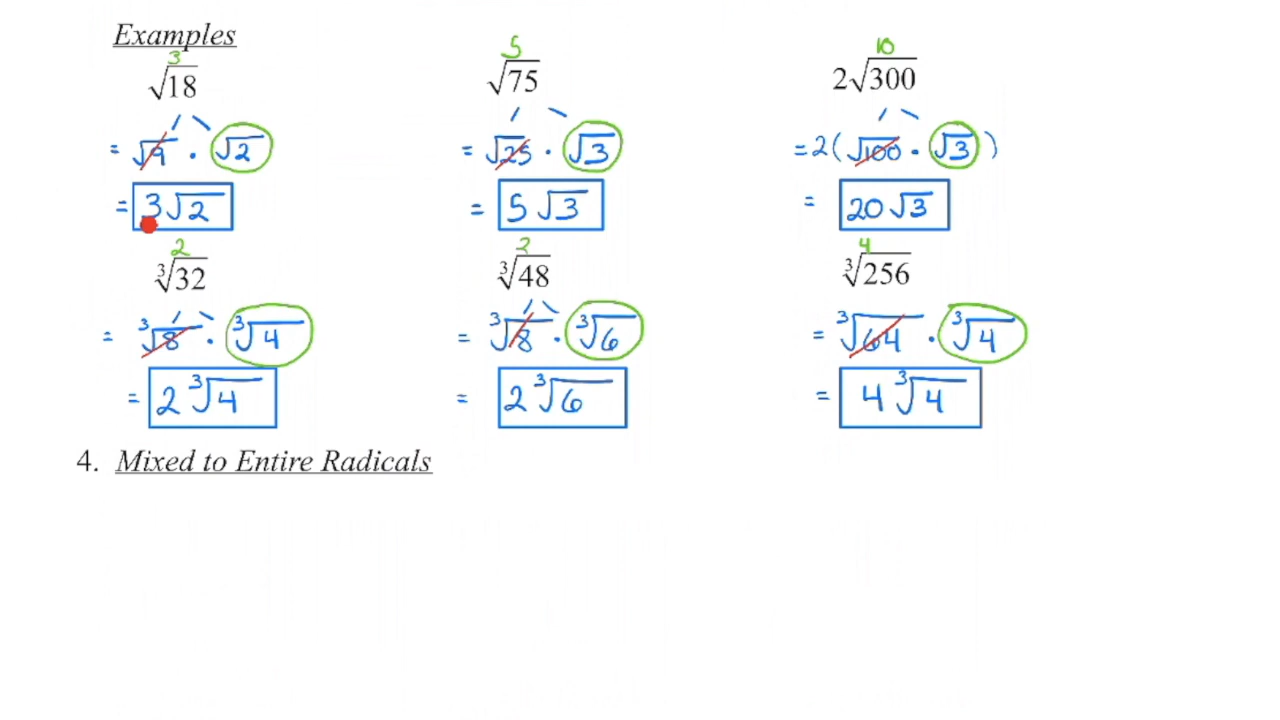 Examples
3 5 10
√18 √75 2√300
= √9 · √2 = √25 · √3 = 2(√100 · √3)
= 3√2 = 5√3 = 20√3
2 2 4
∛32 ∛48 ∛256
= ∛8 · ∛4 = ∛8 · ∛6 = ∛64 · ∛4
= 2∛4 = 2∛6 = 4∛4
4. Mixed to Entire Radicals